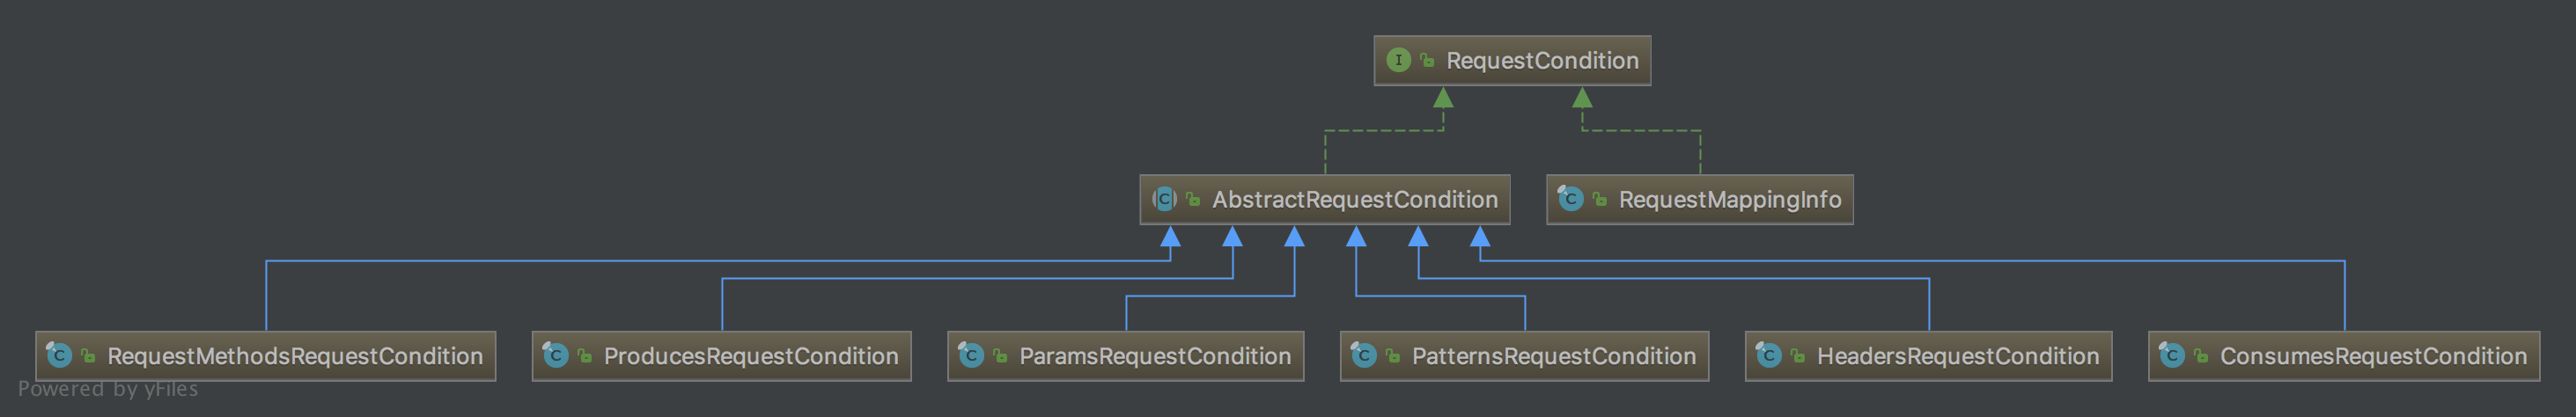 I RequestCondition
C AbstractRequestCondition
C RequestMappingInfo
C RequestMethodsRequestCondition
C ProducesRequestCondition
C ParamsRequestCondition
C PatternsRequestCondition
C HeadersRequestCondition
C ConsumesRequestCondition
Powered by yFiles